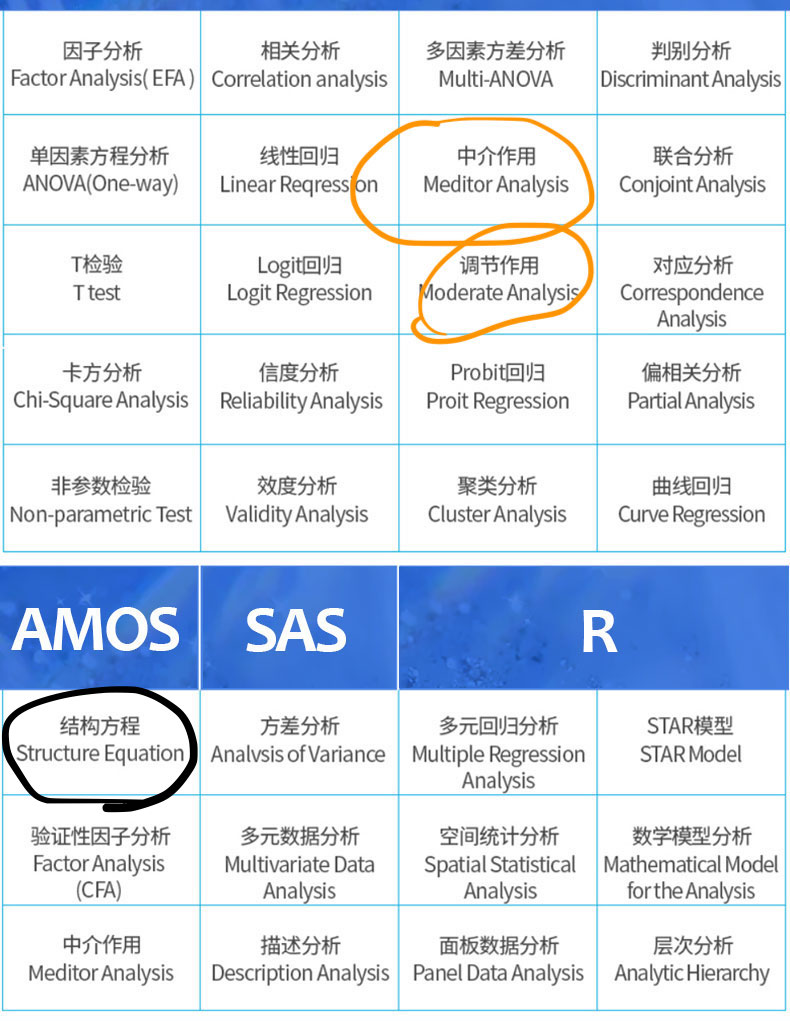 因子分析
Factor Analysis( EFA )
相关分析
Correlation analysis
多因素方差分析
Multi-ANOVA
判别分析
Discriminant Analysis
单因素方程分析
ANOVA(One-way)
线性回归
Linear Reqression
中介作用
Meditor Analysis
联合分析
Conjoint Analysis
T检验
T test
Logit回归
Logit Regression
调节作用
Moderate Analysis
对应分析
Correspondence
Analysis
卡方分析
Chi-Square Analysis
信度分析
Reliability Analysis
Probit回归
Proit Regression
偏相关分析
Partial Analysis
非参数检验
Non-parametric Test
效度分析
Validity Analysis
聚类分析
Cluster Analysis
曲线回归
Curve Regression
AMOS
SAS
R
结构方程
Structure Equation
方差分析
Analvsis of Variance
多元回归分析
Multiple Regression
Analysis
STAR模型
STAR Model
验证性因子分析
Factor Analysis
(CFA)
多元数据分析
Multivariate Data
Analysis
空间统计分析
Spatial Statistical
Analysis
数学模型分析
Mathematical Model
for the Analysis
中介作用
Meditor Analysis
描述分析
Description Analysis
面板数据分析
Panel Data Analysis
层次分析
Analytic Hierarchy